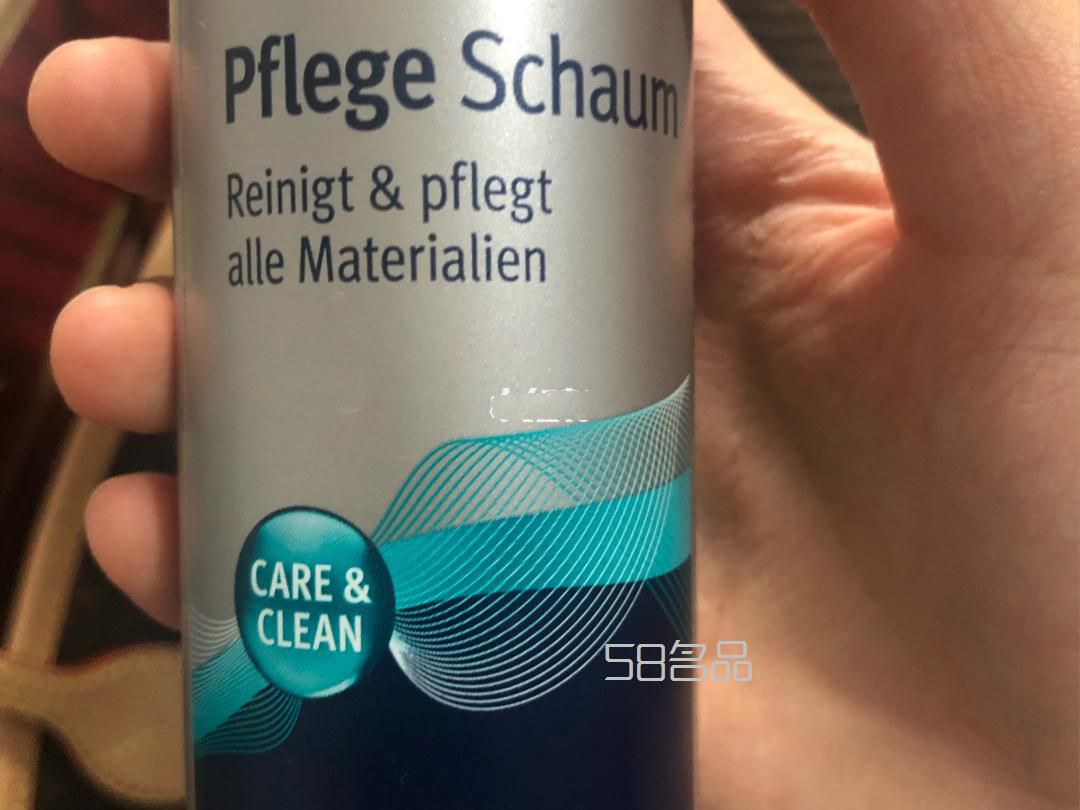 Pflege Schaum
Reinigt & pflegt
alle Materialien
CARE &
CLEAN
58名品